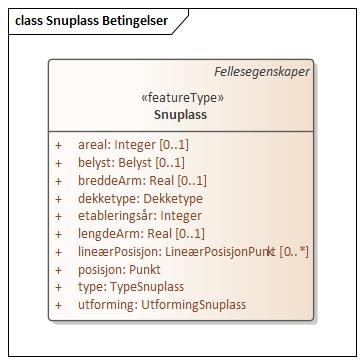 class Snuplass Betingelser
Fellesegenskaper
«featureType»
Snuplass
+ areal: Integer [0..1]
+ belyst: Belyst [0..1]
+ breddeArm: Real [0..1]
+ dekketype: Dekketype
+ etableringsår: Integer
+ lengdeArm: Real [0..1]
+ lineærPosisjon: LineærPosisjonPunkt [0..*]
+ posisjon: Punkt
+ type: TypeSnuplass
+ utforming: UtformingSnuplass